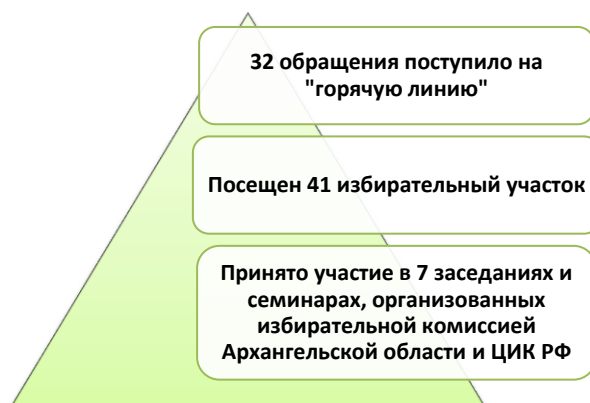 32 обращения поступило на
"горячую линию"
Посещен 41 избирательный участок
Принято участие в 7 заседаниях и
семинарах, организованных
избирательной комиссией
Архангельской области и ЦИК РФ